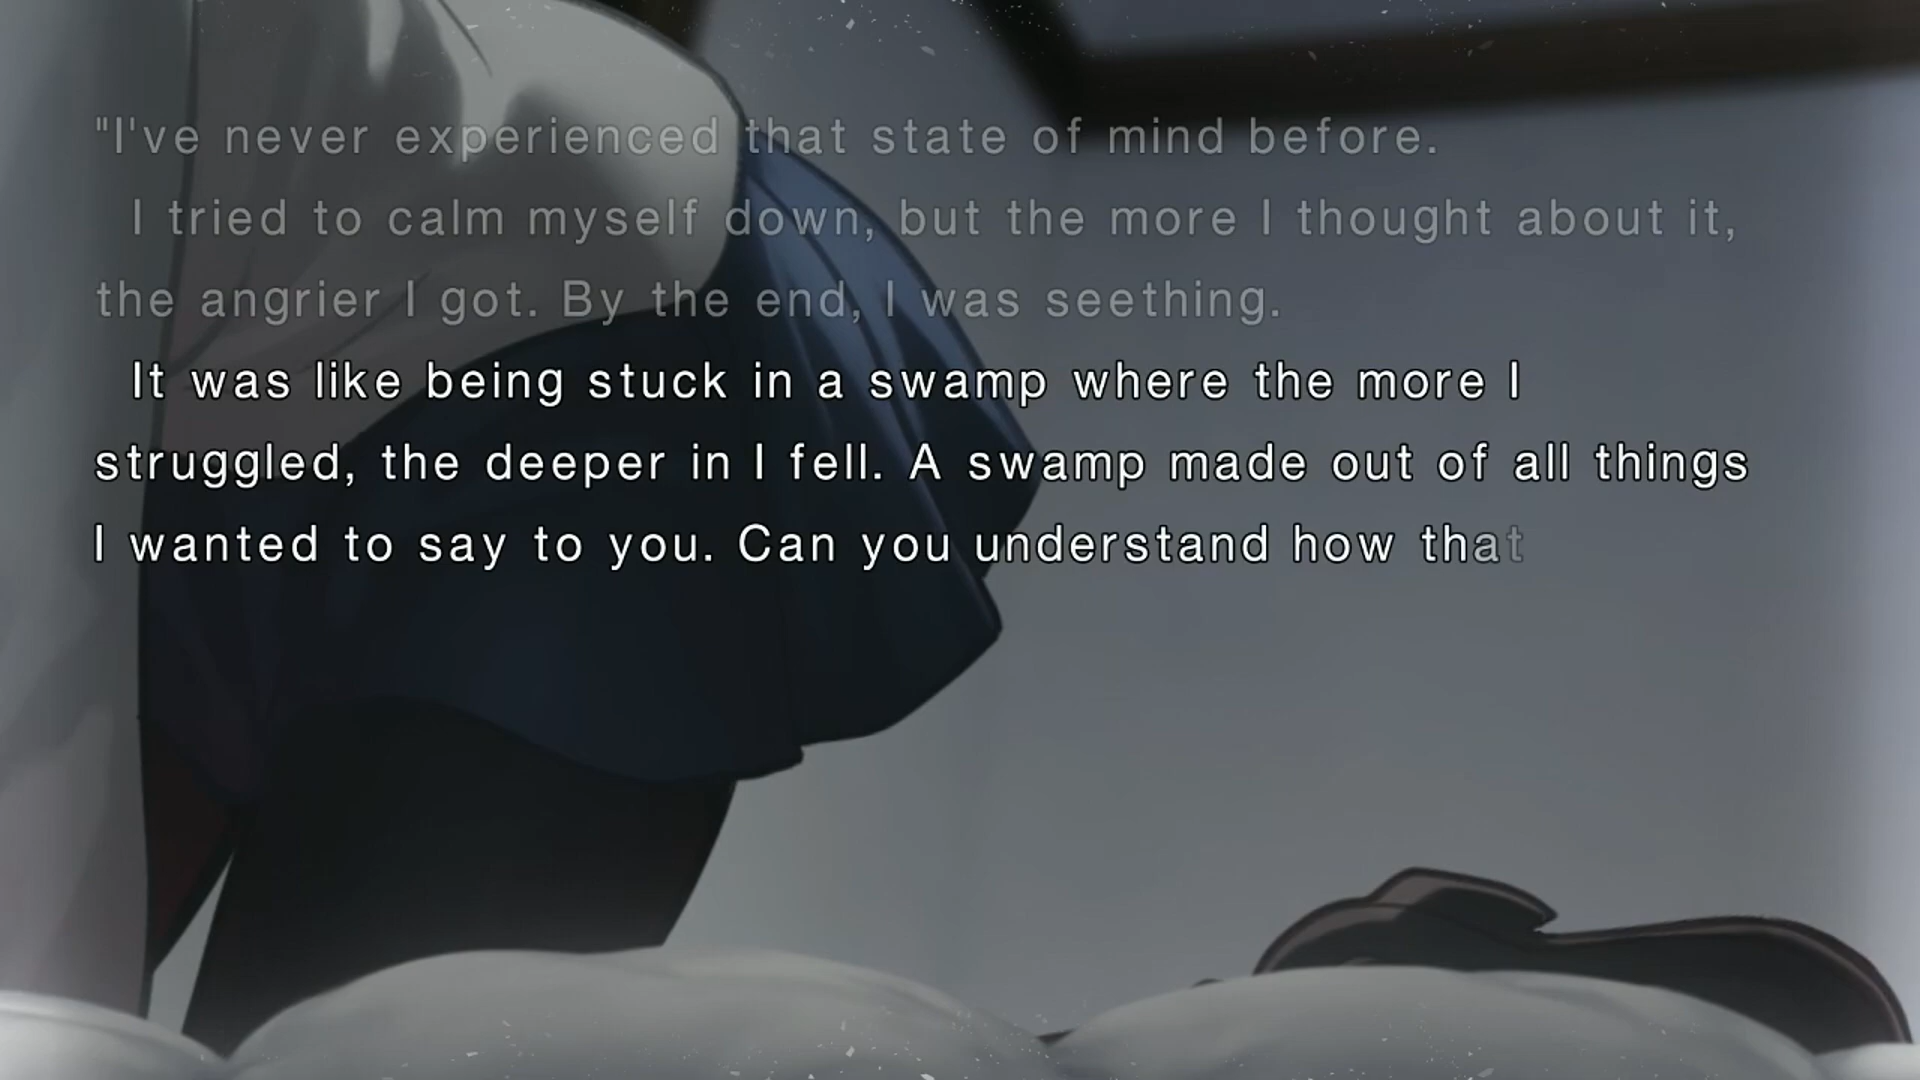 "I've never experienced that state of mind before.
I tried to calm myself down, but the more I thought about it,
the angrier I got. By the end, I was seething.
It was like being stuck in a swamp where the more I
struggled, the deeper in I fell. A swamp made out of all things
I wanted to say to you. Can you understand how that